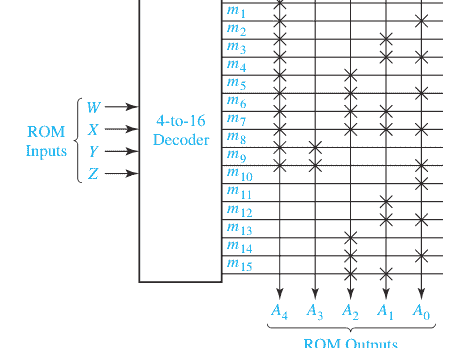 m1
m2
m3
m4
m5
m6
m7
m8
m9
m10
m11
m12
m13
m14
m15
4-to-16
Decoder
ROM
Inputs
W
X
Y
Z
A4 A3 A2 A1 A0
ROM Outputs